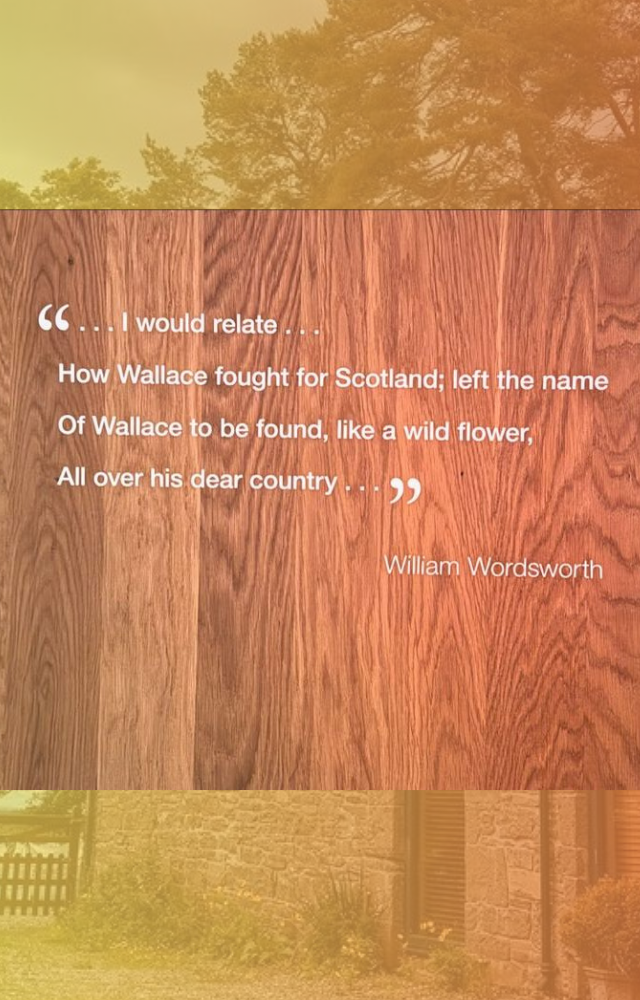 “ . . . I would relate . . .
How Wallace fought for Scotland; left the name
Of Wallace to be found, like a wild flower,
All over his dear country . . . ”
William Wordsworth